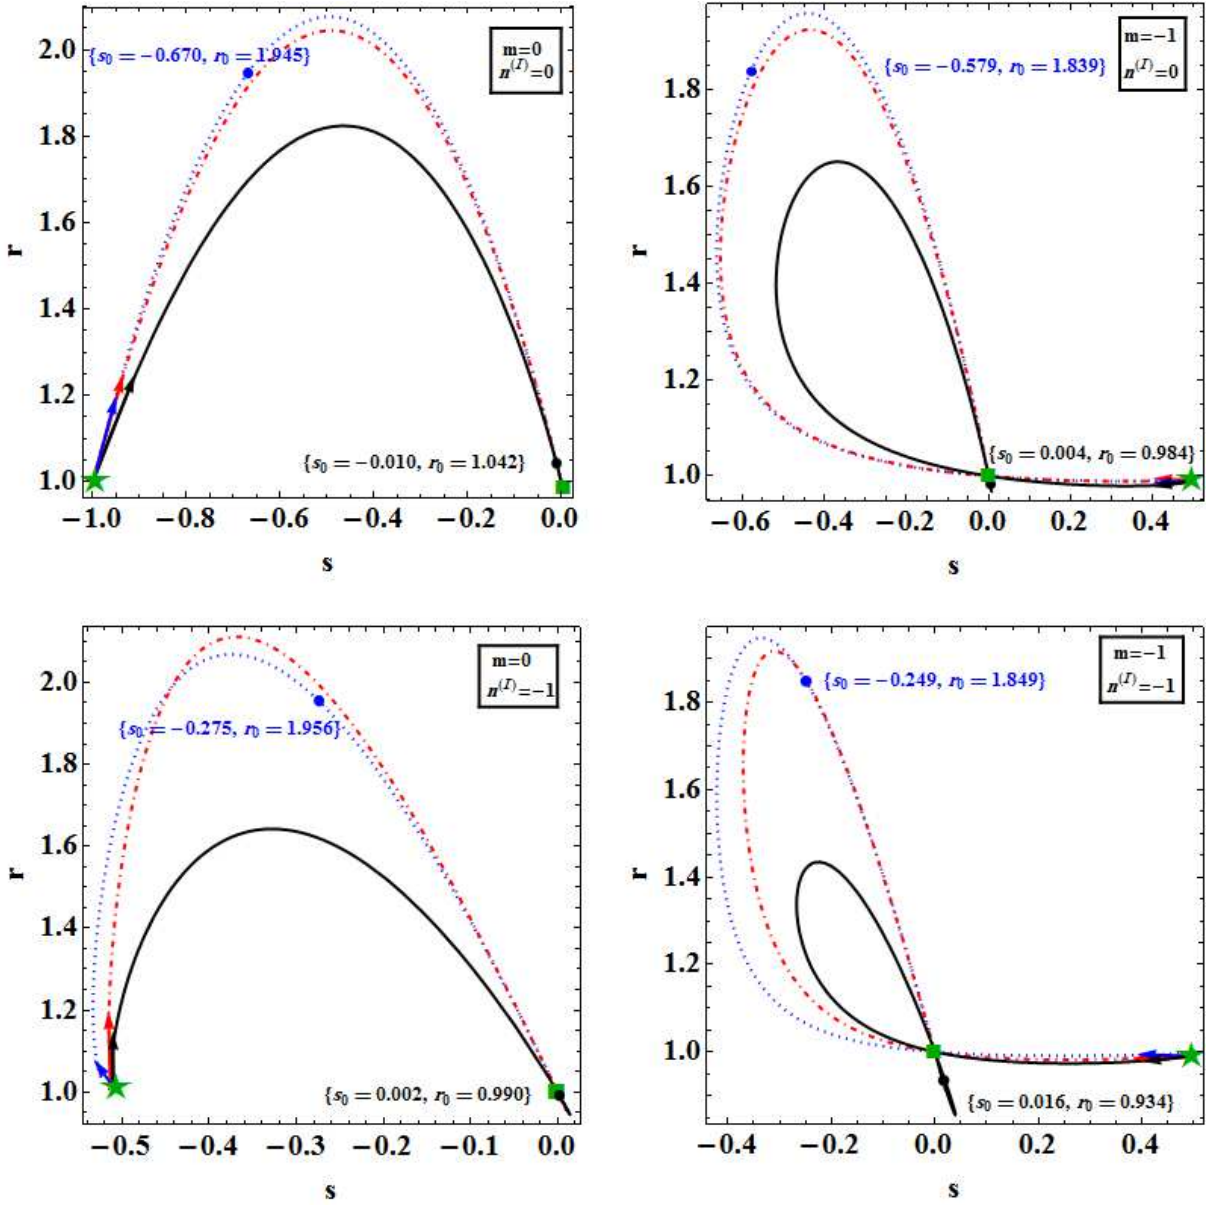 2.0
1.8
1.6
1.4
1.2
1.0
r
{s₀ = −0.670, r₀ = 1.945}
m=0
n⁽ᴵ⁾=0
{s₀ = −0.010, r₀ = 1.042}
−1.0 −0.8 −0.6 −0.4 −0.2 0.0
s
1.8
1.6
1.4
1.2
1.0
r
{s₀ = −0.579, r₀ = 1.839}
m=−1
n⁽ᴵ⁾=0
{s₀ = 0.004, r₀ = 0.984}
−0.6 −0.4 −0.2 0.0 0.2 0.4
s
2.0
1.8
1.6
1.4
1.2
1.0
r
m=0
n⁽ᴵ⁾=−1
{s₀ = −0.275, r₀ = 1.956}
{s₀ = 0.002, r₀ = 0.990}
−0.5 −0.4 −0.3 −0.2 −0.1 0.0
s
1.8
1.6
1.4
1.2
1.0
r
{s₀ = −0.249, r₀ = 1.849}
m=−1
n⁽ᴵ⁾=−1
{s₀ = 0.016, r₀ = 0.934}
−0.4 −0.2 0.0 0.2 0.4
s